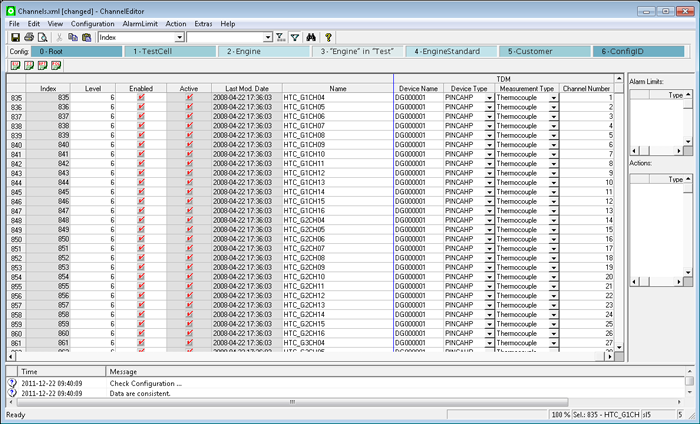 Channels.xml [changed] - ChannelEditor
File Edit View Configuration AlarmLimit Action Extras Help
Index
Config: 0 - Root 1 - TestCell 2 - Engine 3 - "Engine" in "Test" 4 - EngineStandard 5 - Customer 6 - ConfigID
TDM
Index Level Enabled Active Last Mod. Date Name Device Name Device Type Measurement Type Channel Number
835 835 6 2008-04-22 17:36:03 HTC_G1CH04 DG000001 PINCAHP Thermocouple 1
836 836 6 2008-04-22 17:36:03 HTC_G1CH05 DG000001 PINCAHP Thermocouple 2
837 837 6 2008-04-22 17:36:03 HTC_G1CH06 DG000001 PINCAHP Thermocouple 3
838 838 6 2008-04-22 17:36:03 HTC_G1CH07 DG000001 PINCAHP Thermocouple 4
839 839 6 2008-04-22 17:36:03 HTC_G1CH08 DG000001 PINCAHP Thermocouple 5
840 840 6 2008-04-22 17:36:03 HTC_G1CH09 DG000001 PINCAHP Thermocouple 6
841 841 6 2008-04-22 17:36:03 HTC_G1CH10 DG000001 PINCAHP Thermocouple 7
842 842 6 2008-04-22 17:36:03 HTC_G1CH11 DG000001 PINCAHP Thermocouple 8
843 843 6 2008-04-22 17:36:03 HTC_G1CH12 DG000001 PINCAHP Thermocouple 9
844 844 6 2008-04-22 17:36:03 HTC_G1CH13 DG000001 PINCAHP Thermocouple 10
845 845 6 2008-04-22 17:36:03 HTC_G1CH14 DG000001 PINCAHP Thermocouple 11
846 846 6 2008-04-22 17:36:03 HTC_G1CH15 DG000001 PINCAHP Thermocouple 12
847 847 6 2008-04-22 17:36:03 HTC_G1CH16 DG000001 PINCAHP Thermocouple 13
848 848 6 2008-04-22 17:36:03 HTC_G2CH04 DG000001 PINCAHP Thermocouple 14
849 849 6 2008-04-22 17:36:03 HTC_G2CH05 DG000001 PINCAHP Thermocouple 15
850 850 6 2008-04-22 17:36:03 HTC_G2CH06 DG000001 PINCAHP Thermocouple 16
851 851 6 2008-04-22 17:36:03 HTC_G2CH07 DG000001 PINCAHP Thermocouple 17
852 852 6 2008-04-22 17:36:03 HTC_G2CH08 DG000001 PINCAHP Thermocouple 18
853 853 6 2008-04-22 17:36:03 HTC_G2CH09 DG000001 PINCAHP Thermocouple 19
854 854 6 2008-04-22 17:36:03 HTC_G2CH10 DG000001 PINCAHP Thermocouple 20
855 855 6 2008-04-22 17:36:03 HTC_G2CH11 DG000001 PINCAHP Thermocouple 21
856 856 6 2008-04-22 17:36:03 HTC_G2CH12 DG000001 PINCAHP Thermocouple 22
857 857 6 2008-04-22 17:36:03 HTC_G2CH13 DG000001 PINCAHP Thermocouple 23
858 858 6 2008-04-22 17:36:03 HTC_G2CH14 DG000001 PINCAHP Thermocouple 24
859 859 6 2008-04-22 17:36:03 HTC_G2CH15 DG000001 PINCAHP Thermocouple 25
860 860 6 2008-04-22 17:36:03 HTC_G2CH16 DG000001 PINCAHP Thermocouple 26
861 861 6 2008-04-22 17:36:03 HTC_G3CH04 DG000001 PINCAHP Thermocouple 27
Alarm Limits:
Type
Actions:
Type
Time Message
2011-12-22 09:40:09 Check Configuration ...
2011-12-22 09:40:09 Data are consistent.
Ready 100 % Sel.: 835 - HTC_G1CH sl5 5